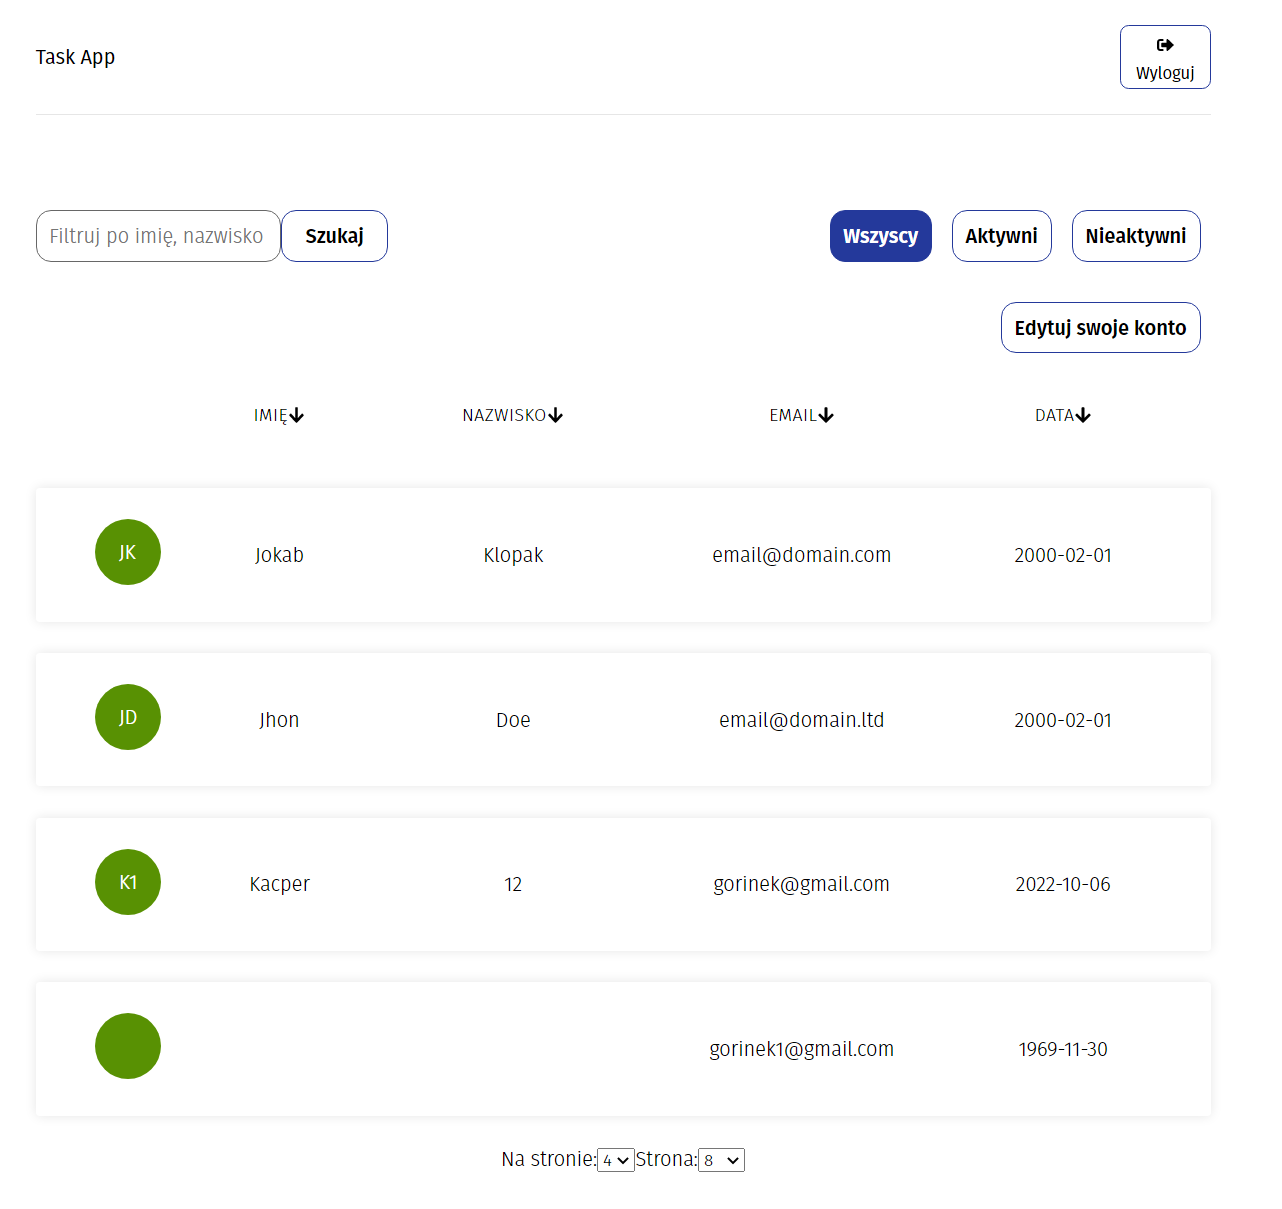 Task App
Wyloguj
Filtruj po imię, nazwisko
Szukaj
Wszyscy
Aktywni
Nieaktywni
Edytuj swoje konto
IMIĘ NAZWISKO EMAIL DATA
JK Jokab Klopak email@domain.com 2000-02-01
JD Jhon Doe email@domain.ltd 2000-02-01
K1 Kacper 12 gorinek@gmail.com 2022-10-06
gorinek1@gmail.com 1969-11-30
Na stronie: 4 Strona: 8